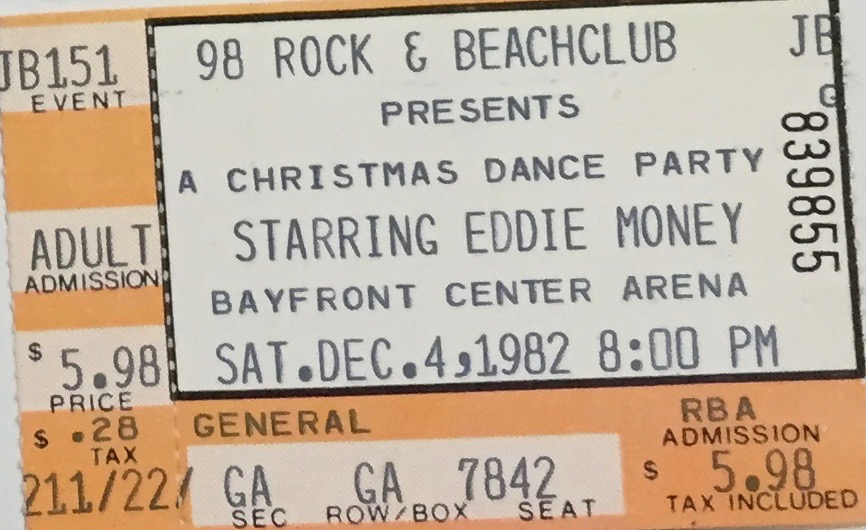 JB151
EVENT
ADULT
ADMISSION
$ 5.98
PRICE
$ .28
TAX
211/22/
98 ROCK & BEACHCLUB
PRESENTS
A CHRISTMAS DANCE PARTY
STARRING EDDIE MONEY
BAYFRONT CENTER ARENA
SAT.DEC.4,1982 8:00 PM
GENERAL
GA GA 7842
SEC ROW/BOX SEAT
JB
G
839855
RBA
ADMISSION
$ 5.98
TAX INCLUDED